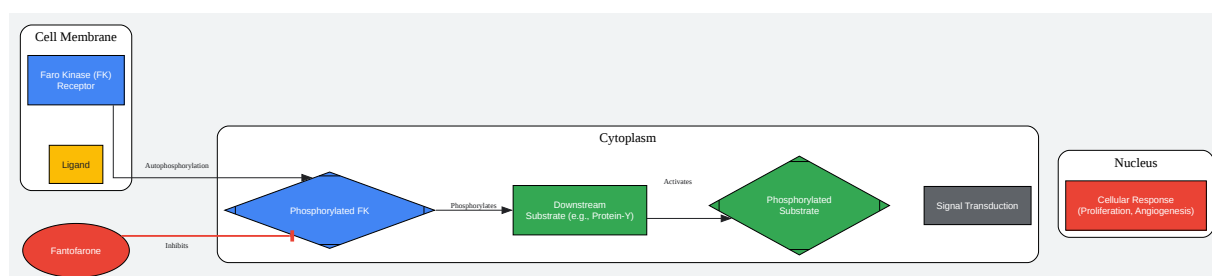 Cell Membrane
Faro Kinase (FK)
Receptor
Ligand
Autophosphorylation
Fantofarone
Inhibits
Cytoplasm
Phosphorylated FK
Phosphorylates
Downstream
Substrate (e.g., Protein-Y)
Activates
Phosphorylated
Substrate
Signal Transduction
Nucleus
Cellular Response
(Proliferation, Angiogenesis)